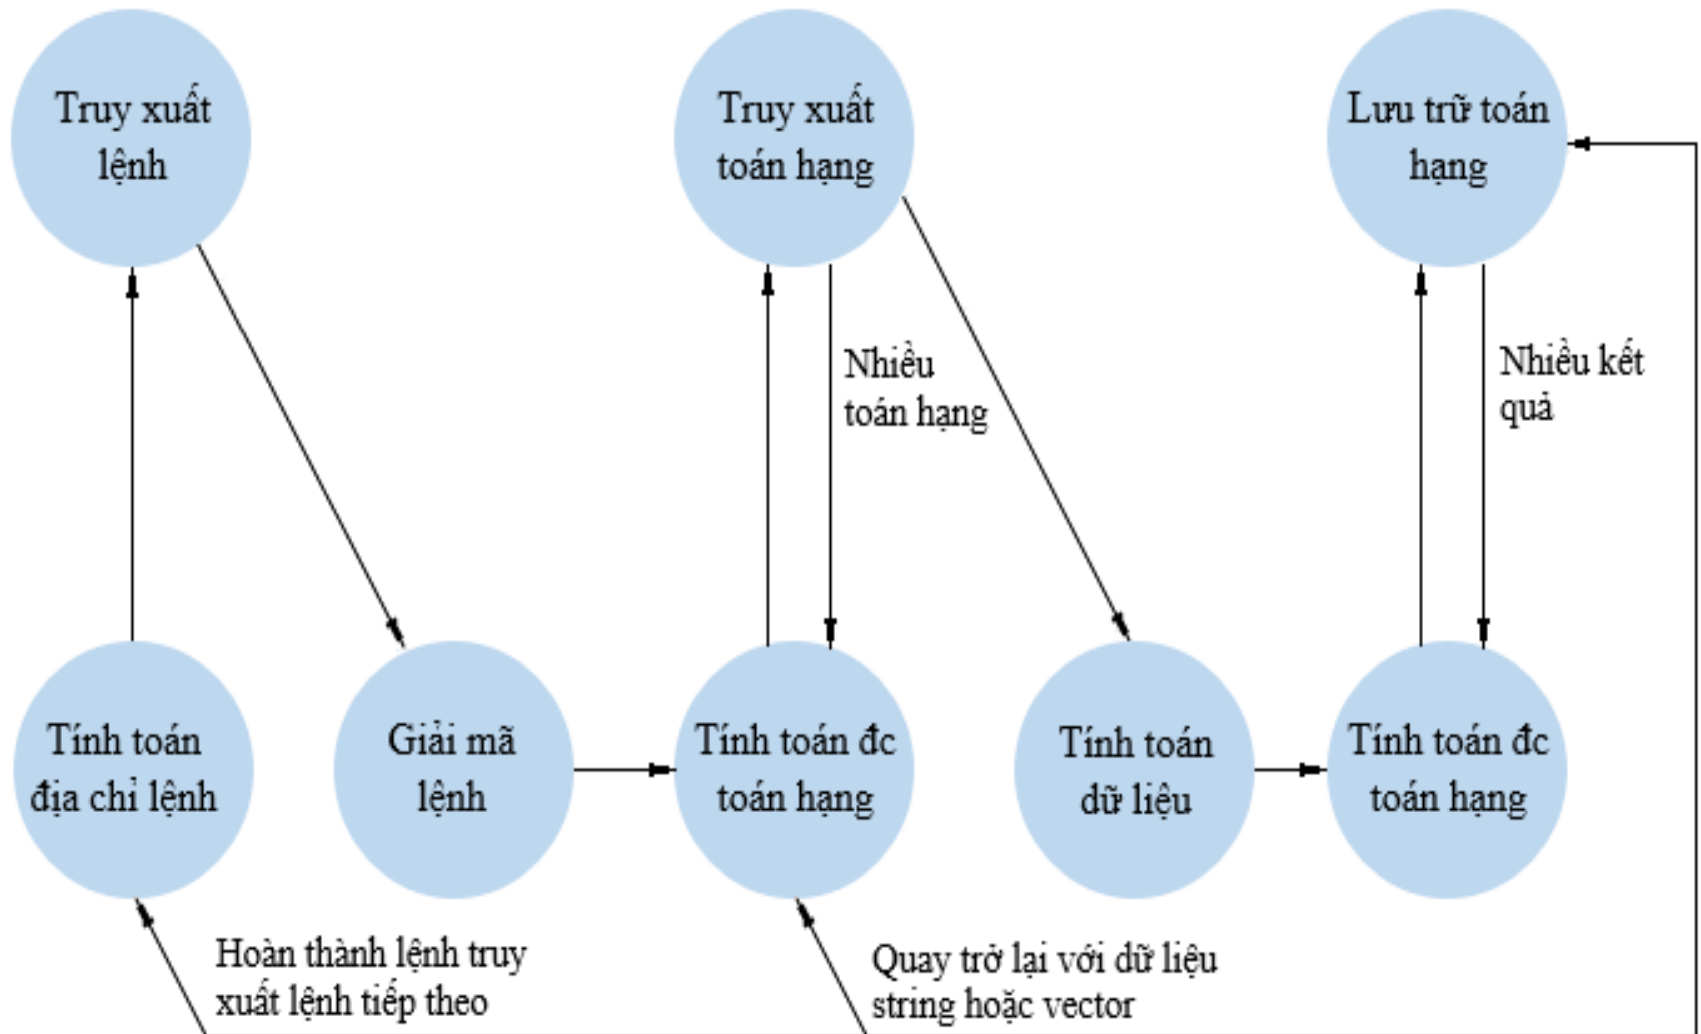 Truy xuất
lệnh
Truy xuất
toán hạng
Lưu trữ toán
hạng
Nhiều
toán hạng
Nhiều kết
quả
Tính toán
địa chỉ lệnh
Giải mã
lệnh
Tính toán đc
toán hạng
Tính toán
dữ liệu
Tính toán đc
toán hạng
Hoàn thành lệnh truy
xuất lệnh tiếp theo
Quay trở lại với dữ liệu
string hoặc vector